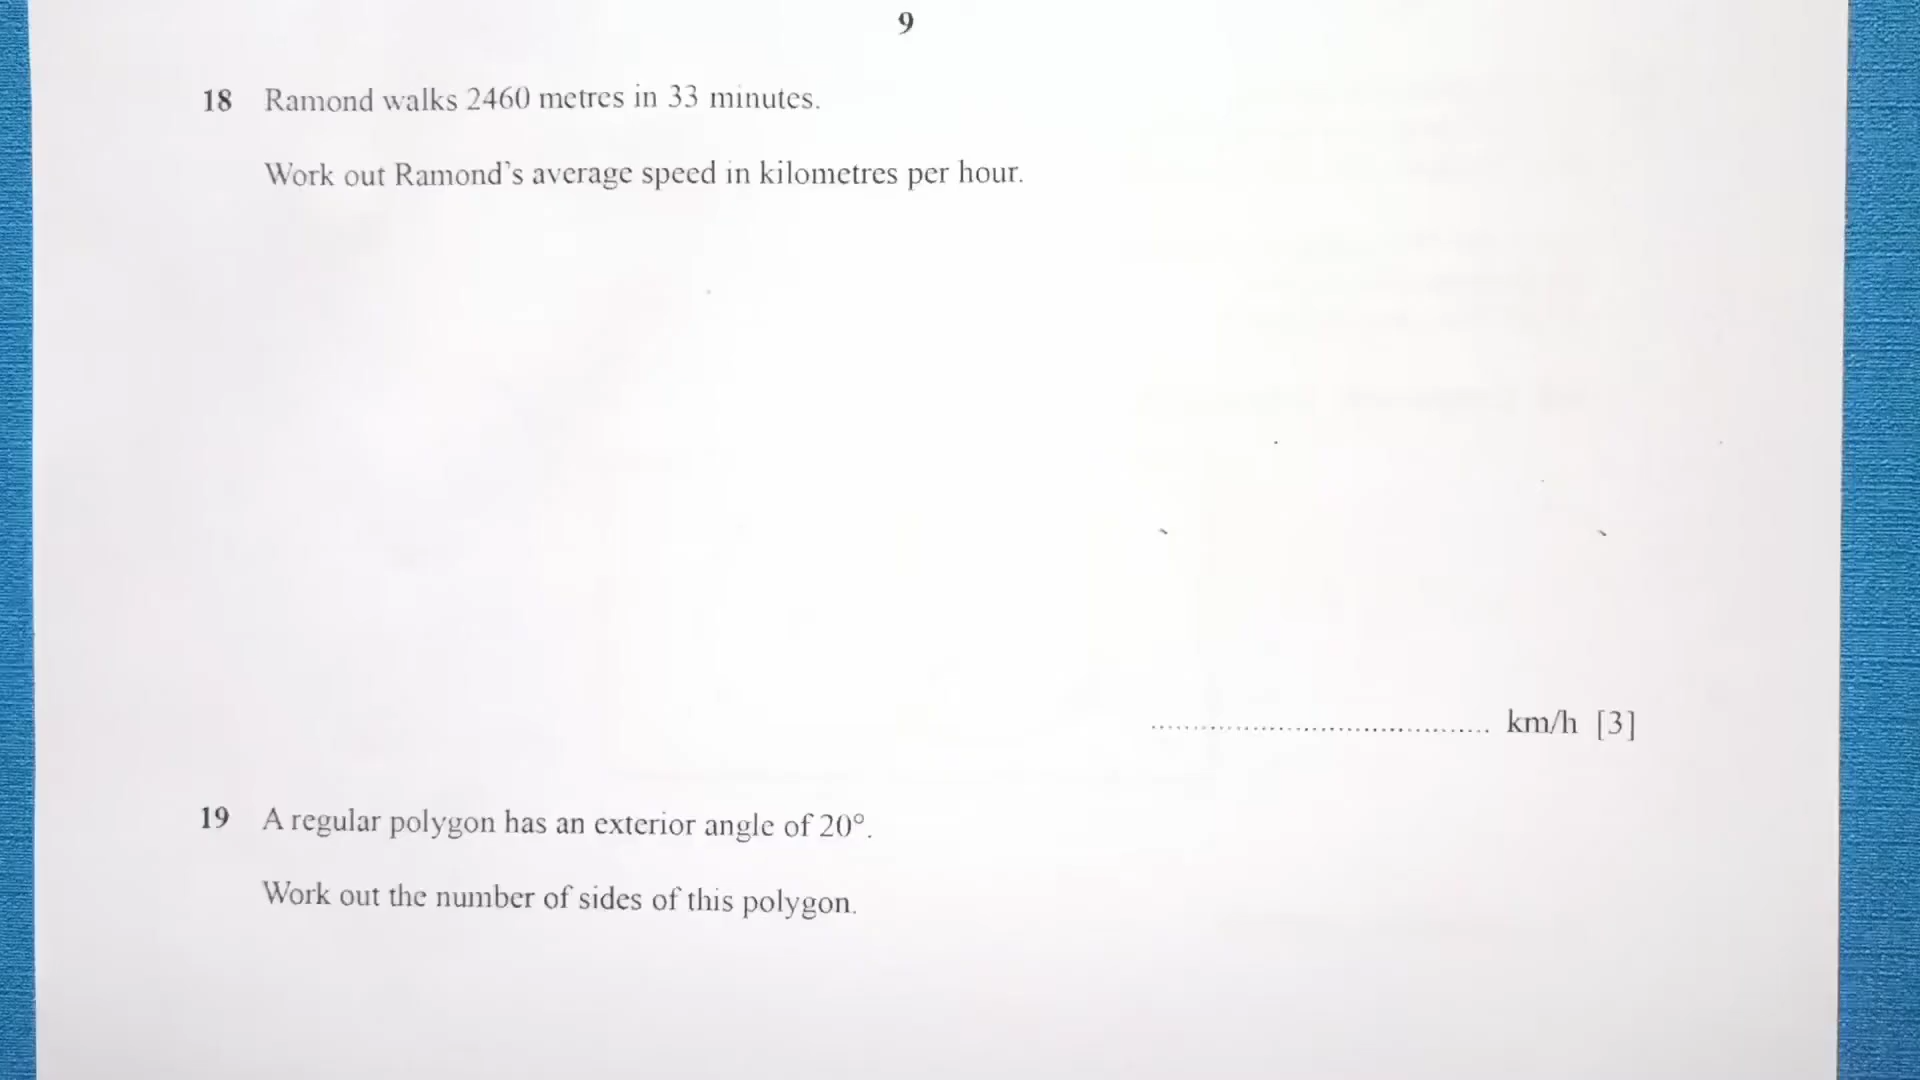 9
18 Ramond walks 2460 metres in 33 minutes.
Work out Ramond's average speed in kilometres per hour.
........................................ km/h [3]
19 A regular polygon has an exterior angle of 20°.
Work out the number of sides of this polygon.